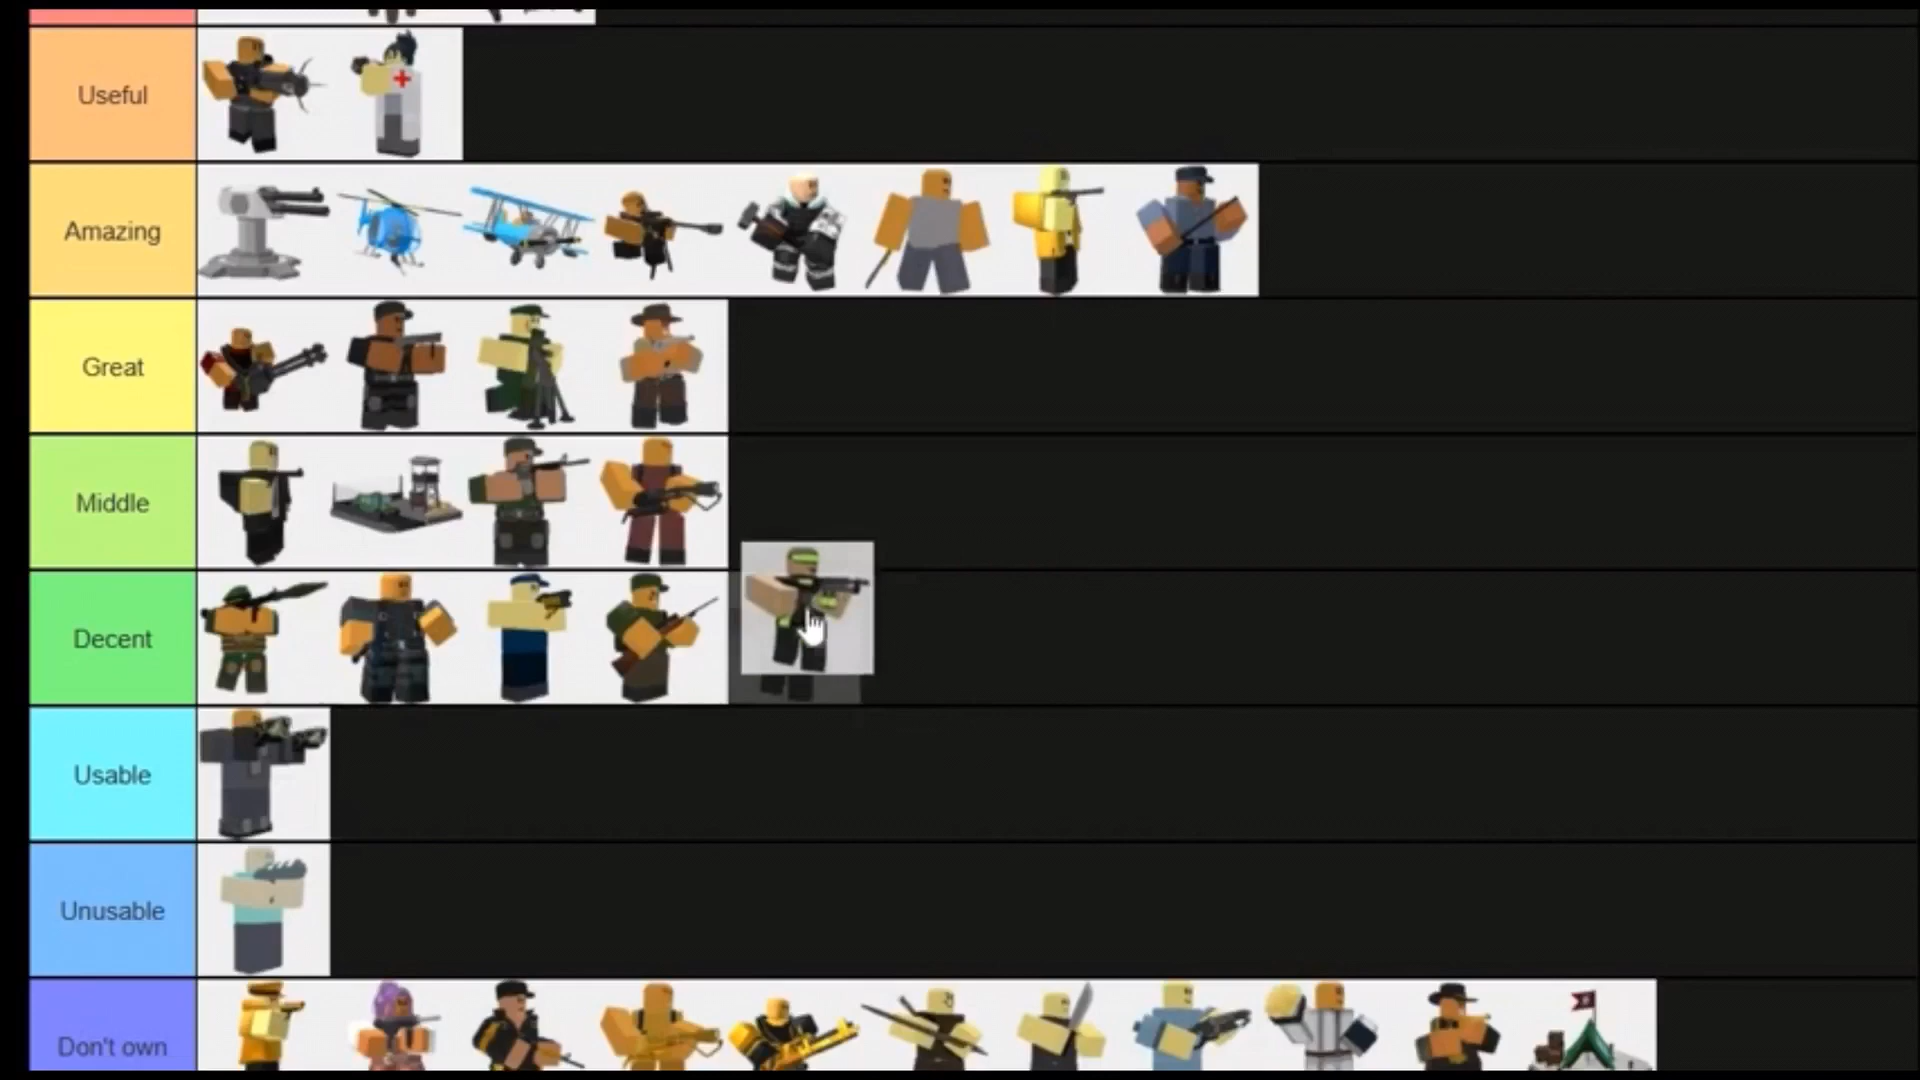 Useful
Amazing
Great
Middle
Decent
Usable
Unusable
Don't own